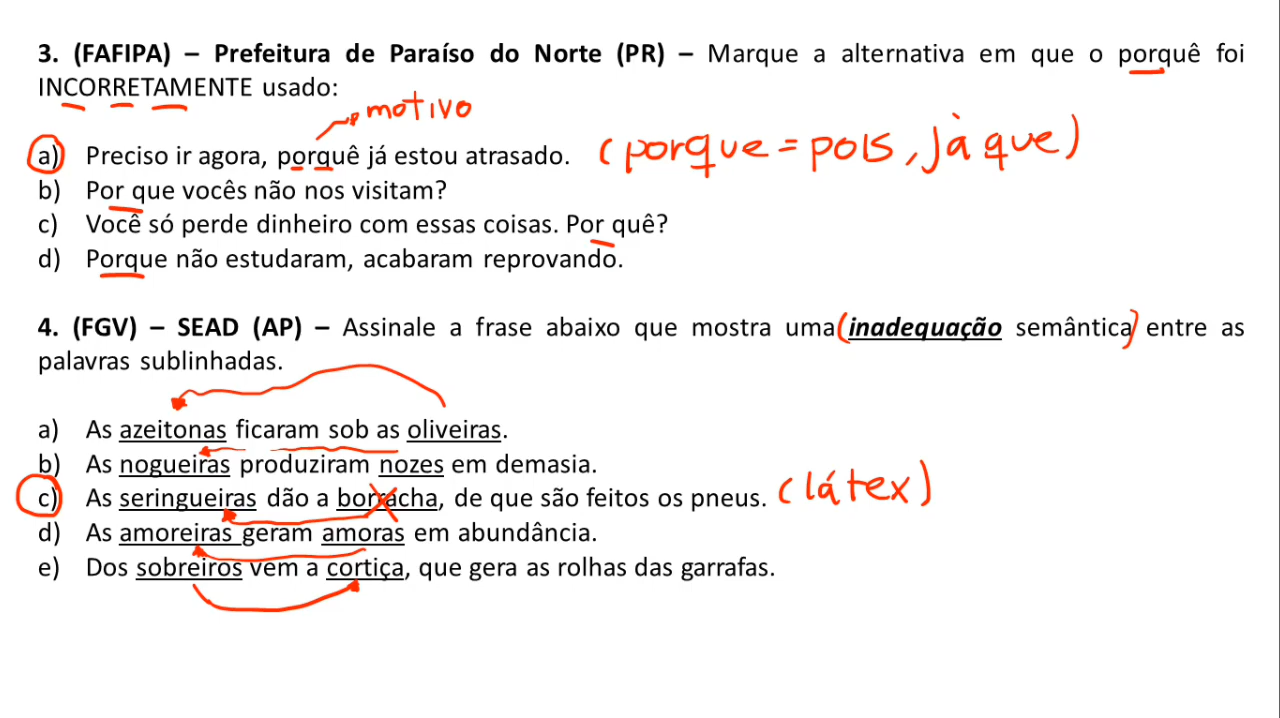 3. (FAFIPA) – Prefeitura de Paraíso do Norte (PR) – Marque a alternativa em que o porquê foi
INCORRETAMENTE usado:
motivo
a) Preciso ir agora, porquê já estou atrasado. (porque = pois, já que)
b) Por que vocês não nos visitam?
c) Você só perde dinheiro com essas coisas. Por quê?
d) Porque não estudaram, acabaram reprovando.
4. (FGV) – SEAD (AP) – Assinale a frase abaixo que mostra uma (inadequação semântica) entre as
palavras sublinhadas.
a) As azeitonas ficaram sob as oliveiras.
b) As nogueiras produziram nozes em demasia.
c) As seringueiras dão a borracha, de que são feitos os pneus. (látex)
d) As amoreiras geram amoras em abundância.
e) Dos sobreiros vem a cortiça, que gera as rolhas das garrafas.